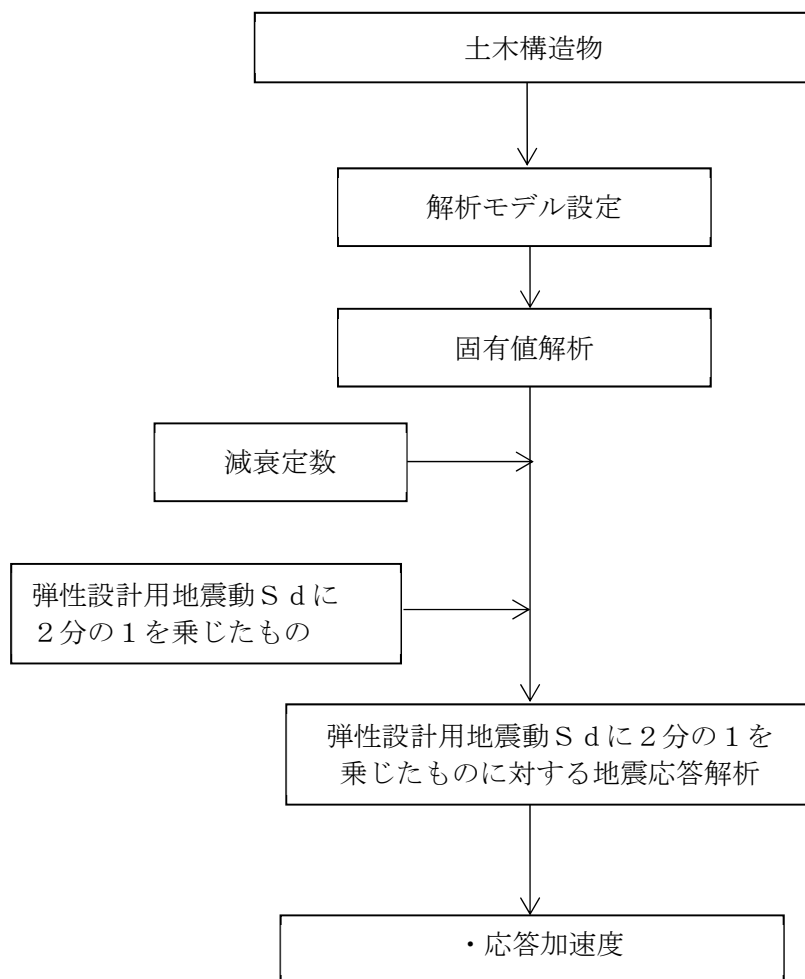 土木構造物
解析モデル設定
固有値解析
減衰定数
弾性設計用地震動Ｓｄに
２分の１を乗じたもの
弾性設計用地震動Ｓｄに２分の１を
乗じたものに対する地震応答解析
・応答加速度